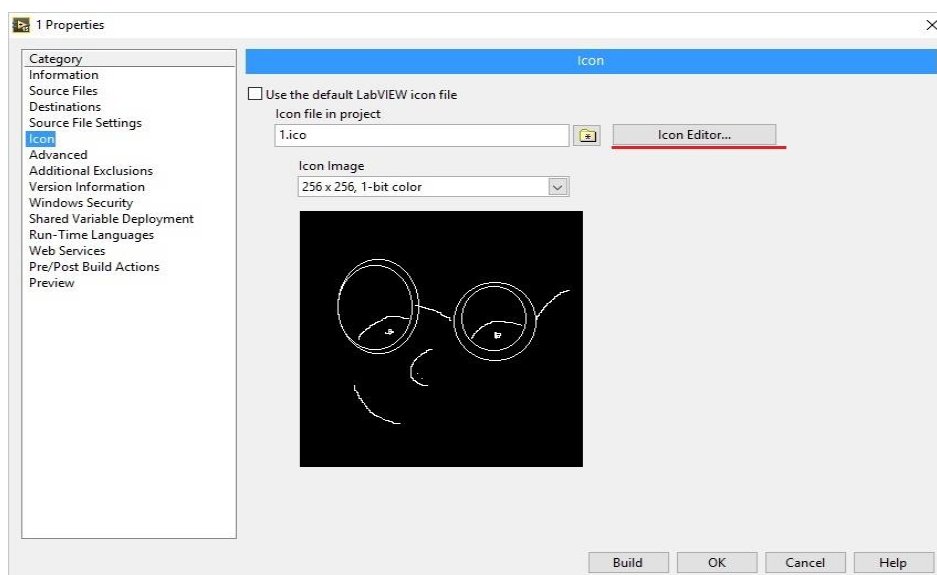 1 Properties
Category
Information
Source Files
Destinations
Source File Settings
Icon
Advanced
Additional Exclusions
Version Information
Windows Security
Shared Variable Deployment
Run-Time Languages
Web Services
Pre/Post Build Actions
Preview
Icon
Use the default LabVIEW icon file
Icon file in project
1.ico
Icon Editor...
Icon Image
256 x 256, 1-bit color
Build
OK
Cancel
Help